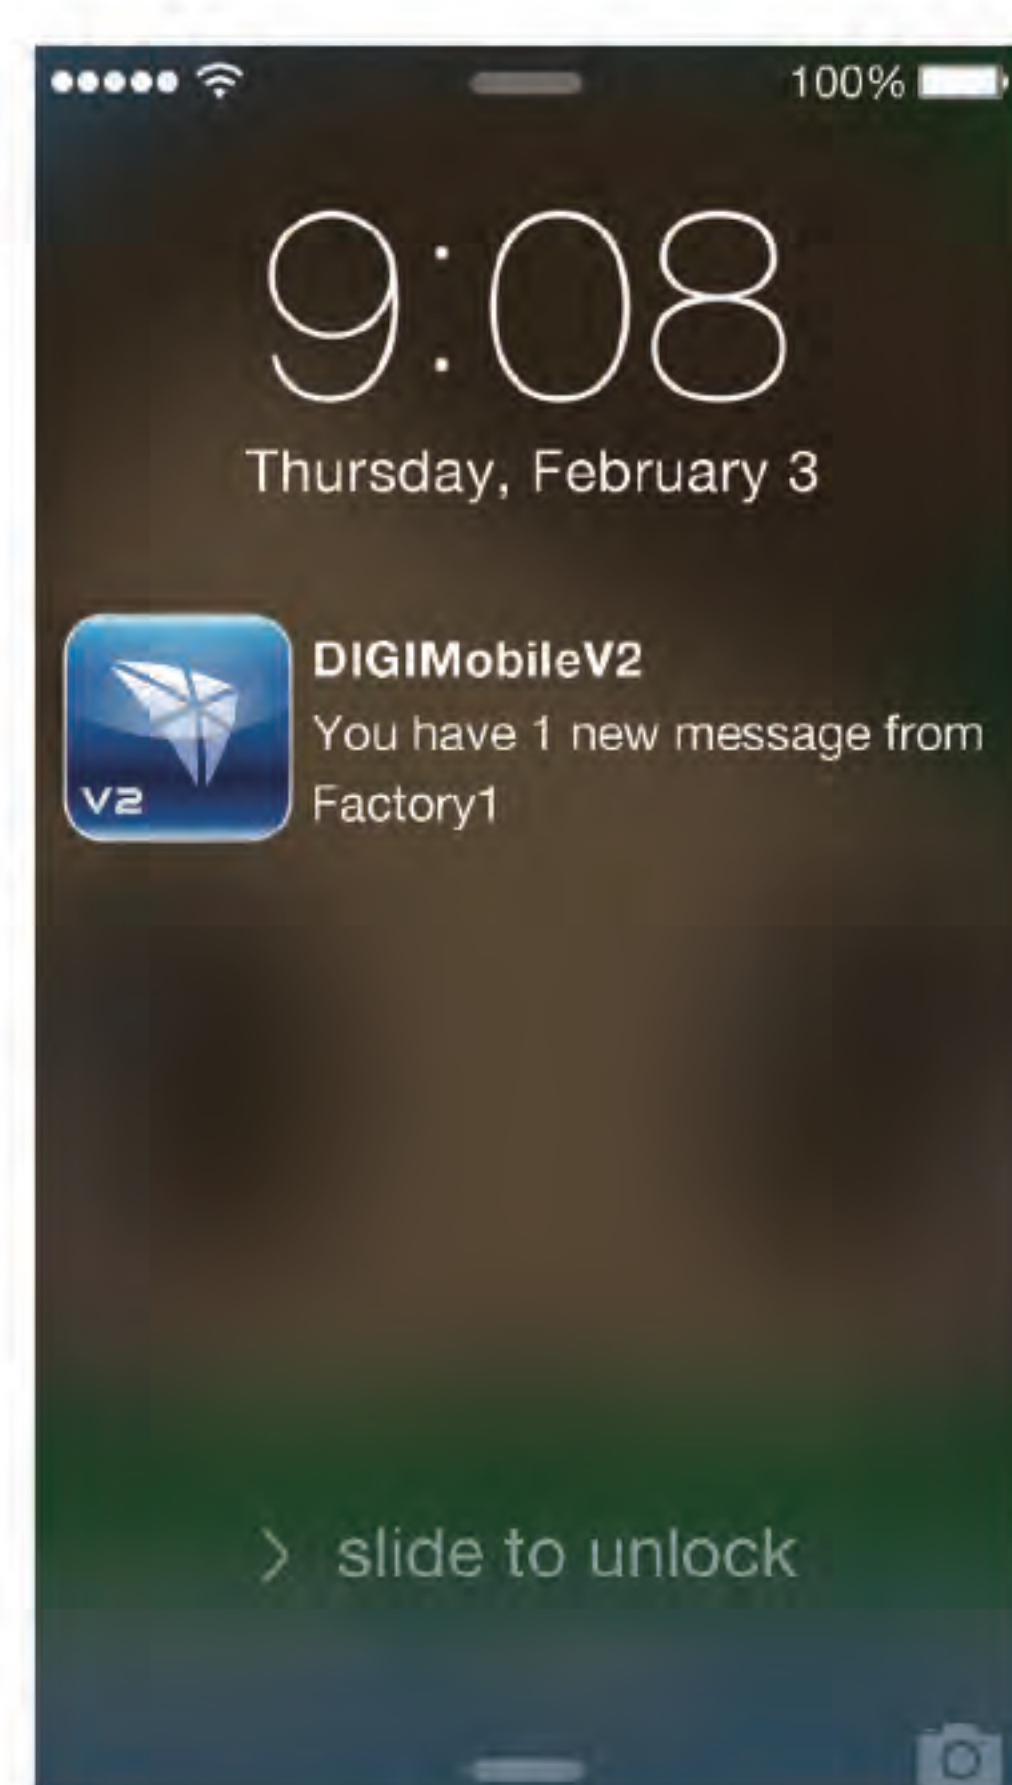 100%
9:08
Thursday, February 3
DIGIMobileV2
You have 1 new message from
Factory1
V2
> slide to unlock